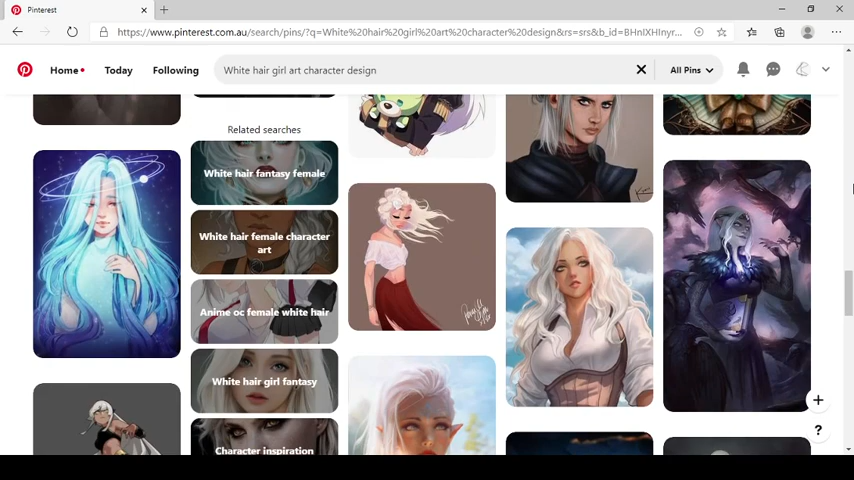 Pinterest
https://www.pinterest.com.au/search/pins/?q=White%20hair%20girl%20art%20character%20design&rs=srs&b_id=BHnIXHInyr...
Home
Today
Following
White hair girl art character design
All Pins
Related searches
White hair fantasy female
White hair female character
art
Anime oc female white hair
White hair girl fantasy
Character inspiration